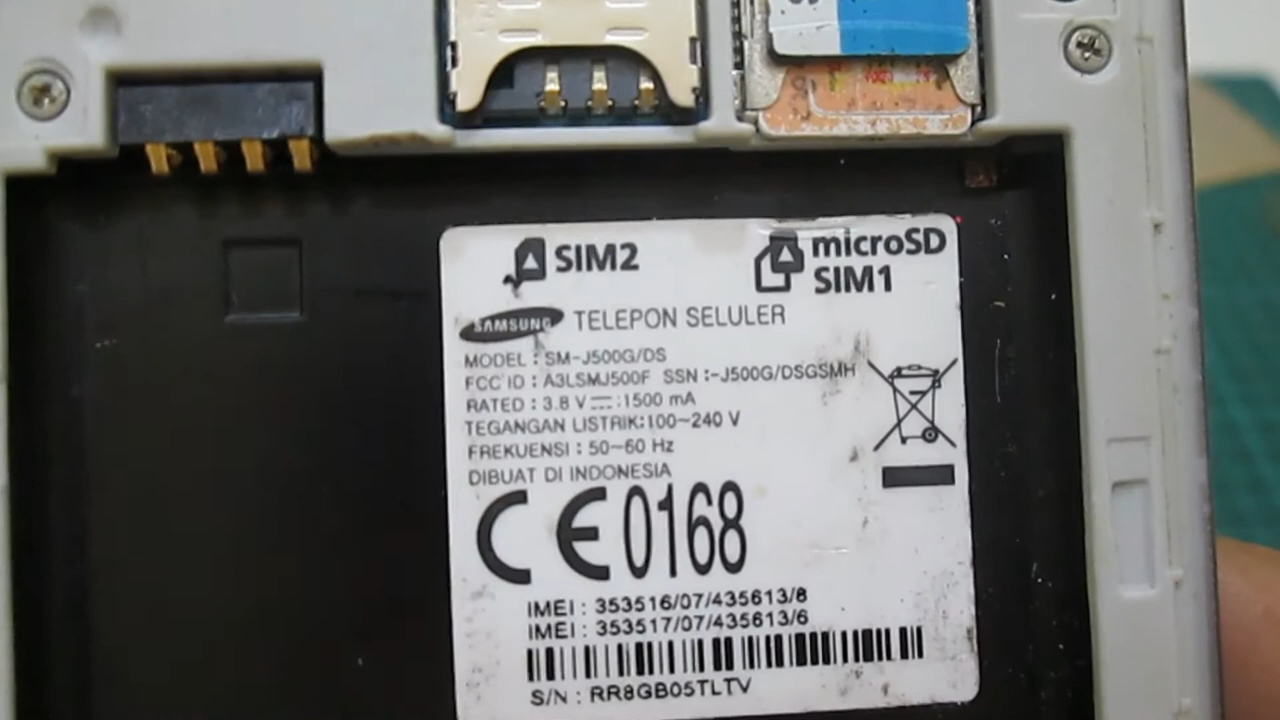 SIM2
microSD
SIM1
SAMSUNG TELEPON SELULER
MODEL : SM-J500G/DS
FCC ID : A3LSMJ500F SSN :-J500G/DSGSMH
RATED : 3.8 V⎓:1500 mA
TEGANGAN LISTRIK:100~240 V
FREKUENSI : 50~60 Hz
DIBUAT DI INDONESIA
CE0168
IMEI : 353516/07/435613/8
IMEI : 353517/07/435613/6
S/N : RR8GB05TLTV